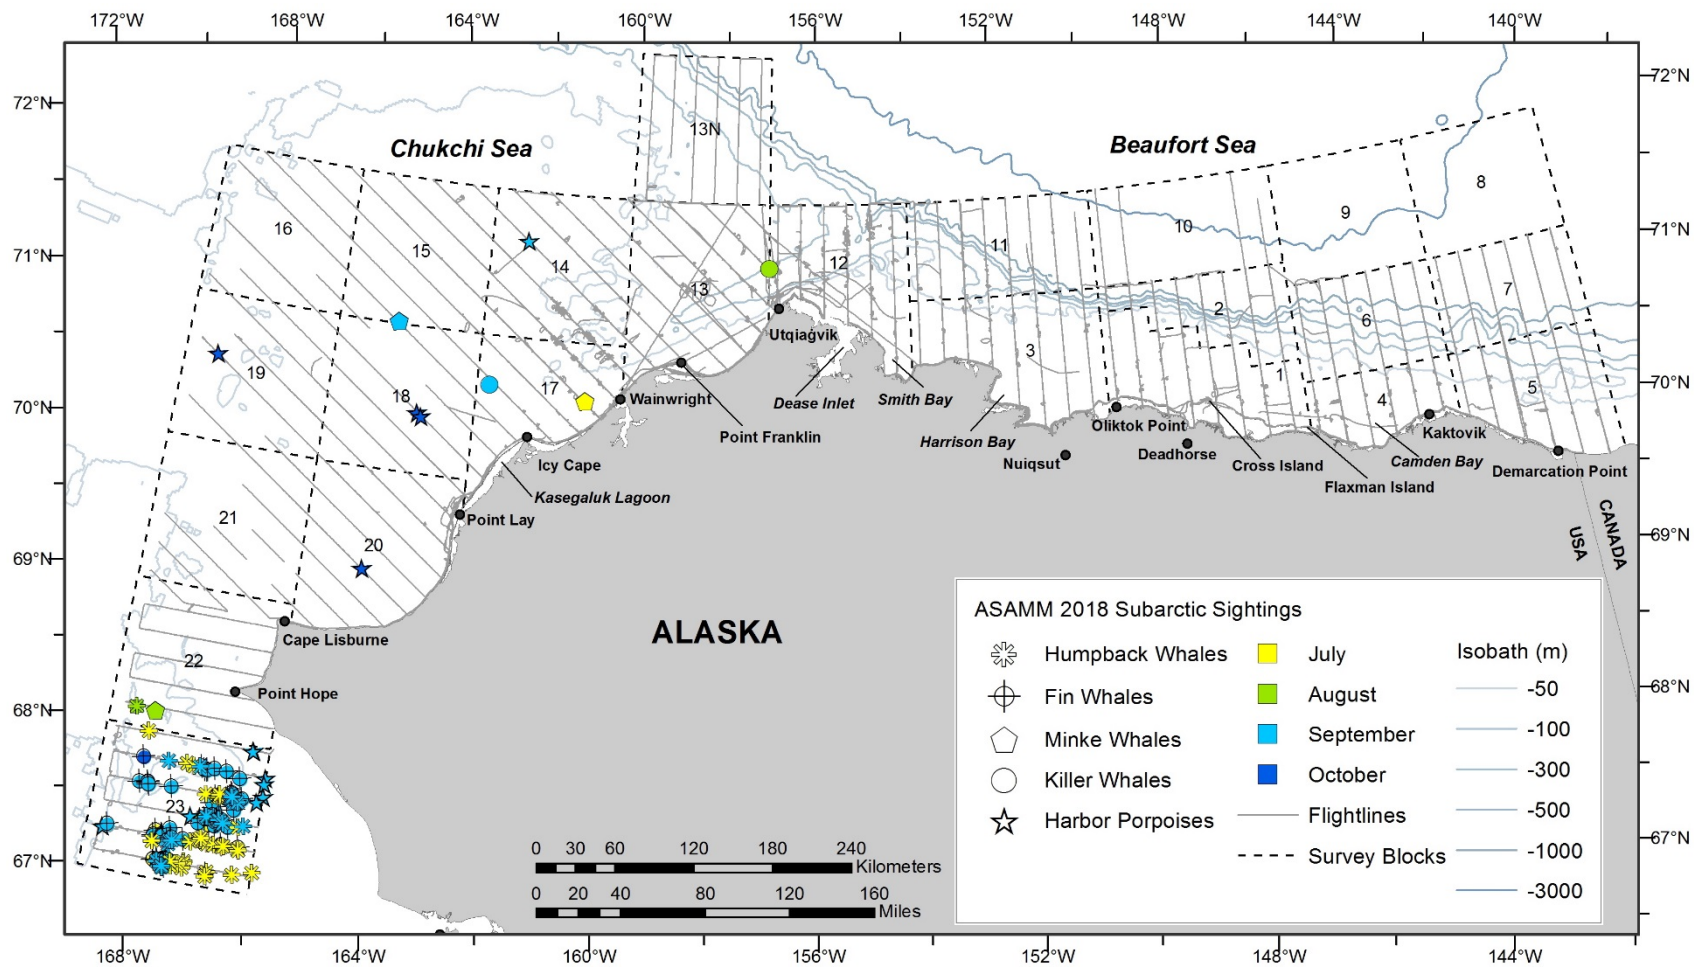 172°W 168°W 164°W 160°W 156°W 152°W 148°W 144°W 140°W
72°N 72°N
13N
Chukchi Sea Beaufort Sea
8
9
16 10
71°N 15 14 11 71°N
12
13 7
2 6
Utqiaġvik
3
19 18 17 1 5
70°N Wainwright Dease Inlet Smith Bay 4 70°N
Point Franklin Harrison Bay Oliktok Point Kaktovik
Icy Cape Nuiqsut Deadhorse Cross Island Camden Bay Demarcation Point
Kasegaluk Lagoon Flaxman Island
21 Point Lay
20
69°N USA CANADA 69°N
Cape Lisburne
ALASKA
22
Point Hope
68°N 68°N
23
67°N 67°N
ASAMM 2018 Subarctic Sightings
Humpback Whales July Isobath (m)
Fin Whales August -50
Minke Whales September -100
Killer Whales October -300
Harbor Porpoises Flightlines -500
Survey Blocks -1000
-3000
0 30 60 120 180 240
Kilometers
0 20 40 80 120 160
Miles
168°W 164°W 160°W 156°W 152°W 148°W 144°W